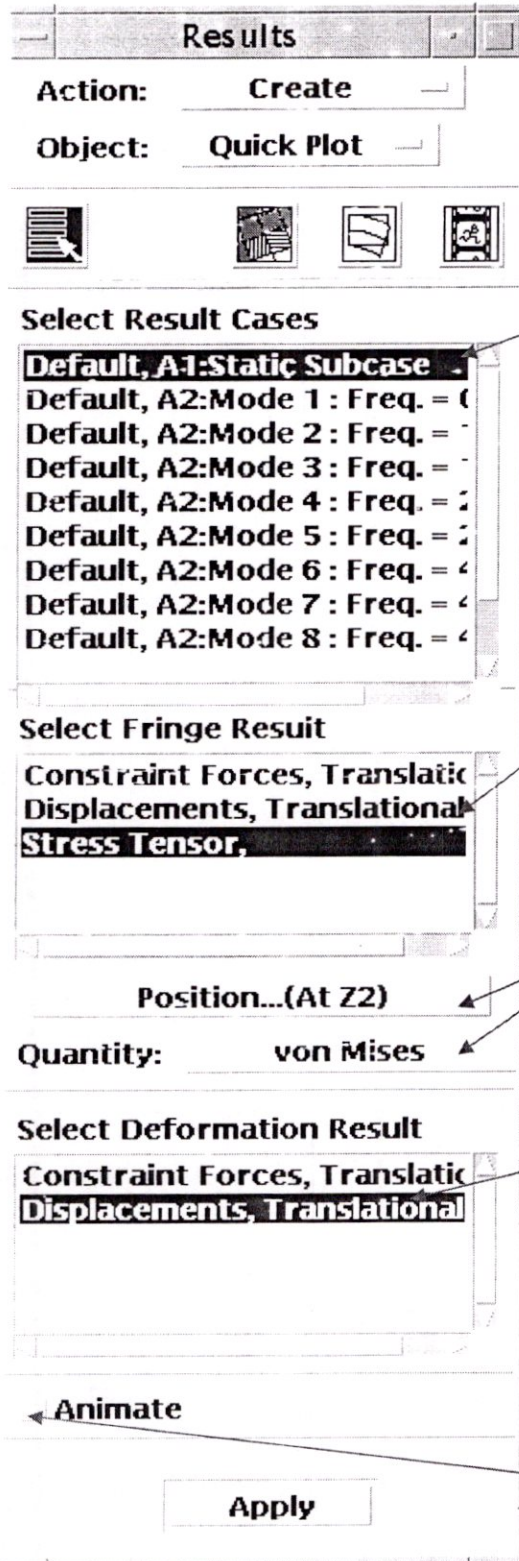 Results
Action: Create
Object: Quick Plot
Select Result Cases
Default, A1:Static Subcase
Default, A2:Mode 1 : Freq. = 
Default, A2:Mode 2 : Freq. =
Default, A2:Mode 3 : Freq. =
Default, A2:Mode 4 : Freq. =
Default, A2:Mode 5 : Freq. =
Default, A2:Mode 6 : Freq. =
Default, A2:Mode 7 : Freq. =
Default, A2:Mode 8 : Freq. =
Select Fringe Result
Constraint Forces, Translatic
Displacements, Translational
Stress Tensor,
Position...(At Z2)
Quantity: von Mises
Select Deformation Result
Constraint Forces, Translatic
Displacements, Translational
Animate
Apply